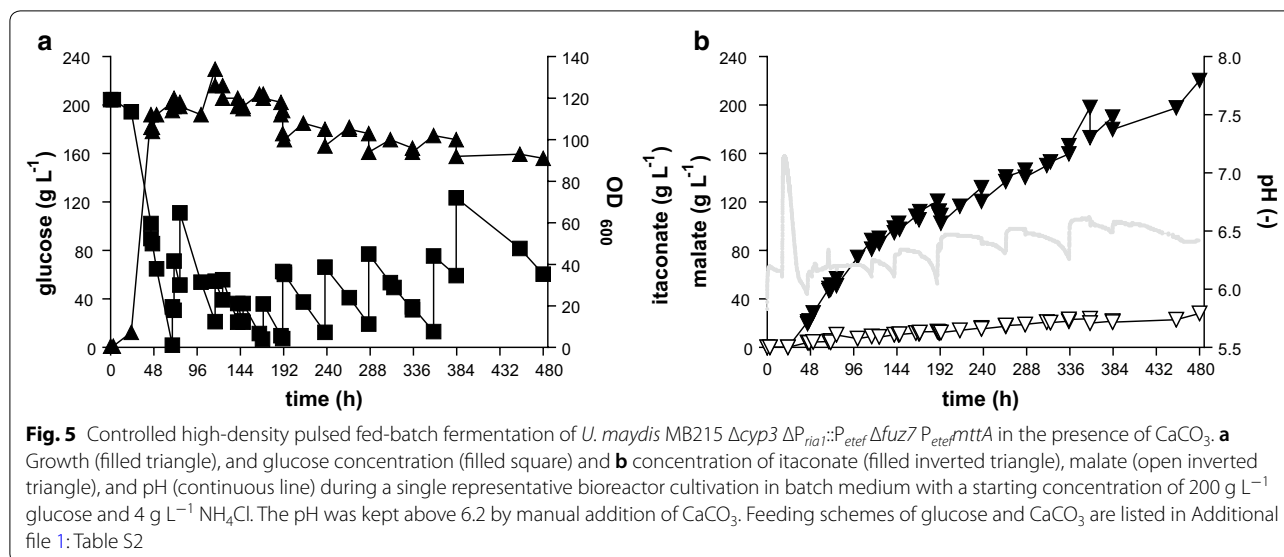 a
b
240
200
160
120
80
40
0
glucose (g L⁻¹)
140
120
100
80
60
40
20
0
OD 600
0 48 96 144 192 240 288 336 384 432 480
time (h)
240
200
160
120
80
40
0
itaconate (g L⁻¹)
malate (g L⁻¹)
8.0
7.5
7.0
6.5
6.0
5.5
pH (-)
0 48 96 144 192 240 288 336 384 432 480
time (h)
Fig. 5 Controlled high-density pulsed fed-batch fermentation of U. maydis MB215 Δcyp3 ΔP_ria1::P_etef Δfuz7 P_etef mttA in the presence of CaCO₃. a
Growth (filled triangle), and glucose concentration (filled square) and b concentration of itaconate (filled inverted triangle), malate (open inverted
triangle), and pH (continuous line) during a single representative bioreactor cultivation in batch medium with a starting concentration of 200 g L⁻¹
glucose and 4 g L⁻¹ NH₄Cl. The pH was kept above 6.2 by manual addition of CaCO₃. Feeding schemes of glucose and CaCO₃ are listed in Additional
file 1: Table S2